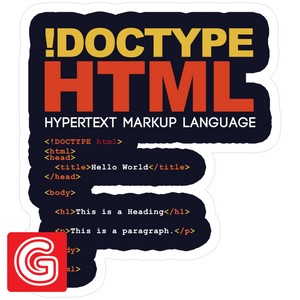 !DOCTYPE
HTML
HYPERTEXT MARKUP LANGUAGE
<!DOCTYPE html>
<html>
<head>
<title>Hello World</title>
</head>
<body>
<h1>This is a Heading</h1>
<p>This is a paragraph.</p>
G